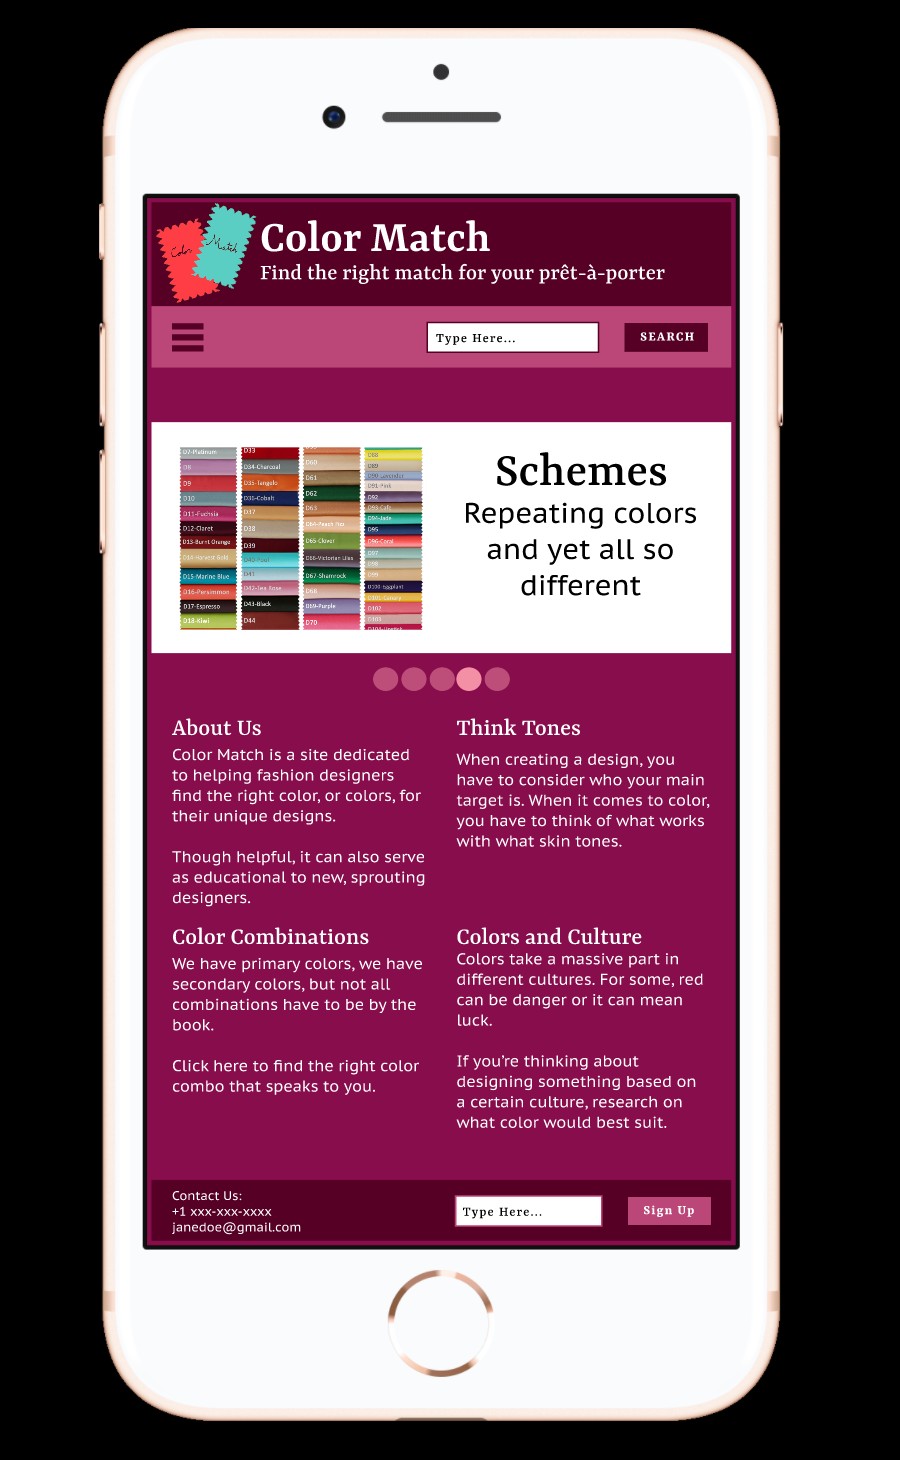 Color
Match
Color Match
Find the right match for your prêt-à-porter
Type Here...
SEARCH
D7-Platinum
D8
D9
D10
D11-Fuchsia
D12-Claret
D13-Burnt Orange
D14-Harvest Gold
D15-Marine Blue
D16-Persimmon
D17-Espresso
D18-Kiwi
D33
D34-Charcoal
D35-Tangelo
D36-Cobalt
D37
D38
D39
D41
D42-Tea Rose
D43-Black
D44
D60
D61
D62
D63
D64-Peach
D65-Clover
D66-Victorian Lilac
D67-Shamrock
D68
D69-Purple
D70
D88
D89
D90-Lavender
D91-Pink
D92
D93-Café
D94-Jade
D95
D96-Coral
D97
D98
D99
D100-Eggplant
D101-Canary
D102
D103
Schemes
Repeating colors
and yet all so
different
About Us
Color Match is a site dedicated
to helping fashion designers
find the right color, or colors, for
their unique designs.
Though helpful, it can also serve
as educational to new, sprouting
designers.
Think Tones
When creating a design, you
have to consider who your main
target is. When it comes to color,
you have to think of what works
with what skin tones.
Color Combinations
We have primary colors, we have
secondary colors, but not all
combinations have to be by the
book.
Click here to find the right color
combo that speaks to you.
Colors and Culture
Colors take a massive part in
different cultures. For some, red
can be danger or it can mean
luck.
If you're thinking about
designing something based on
a certain culture, research on
what color would best suit.
Contact Us:
+1 xxx-xxx-xxxx
janedoe@gmail.com
Type Here...
Sign Up